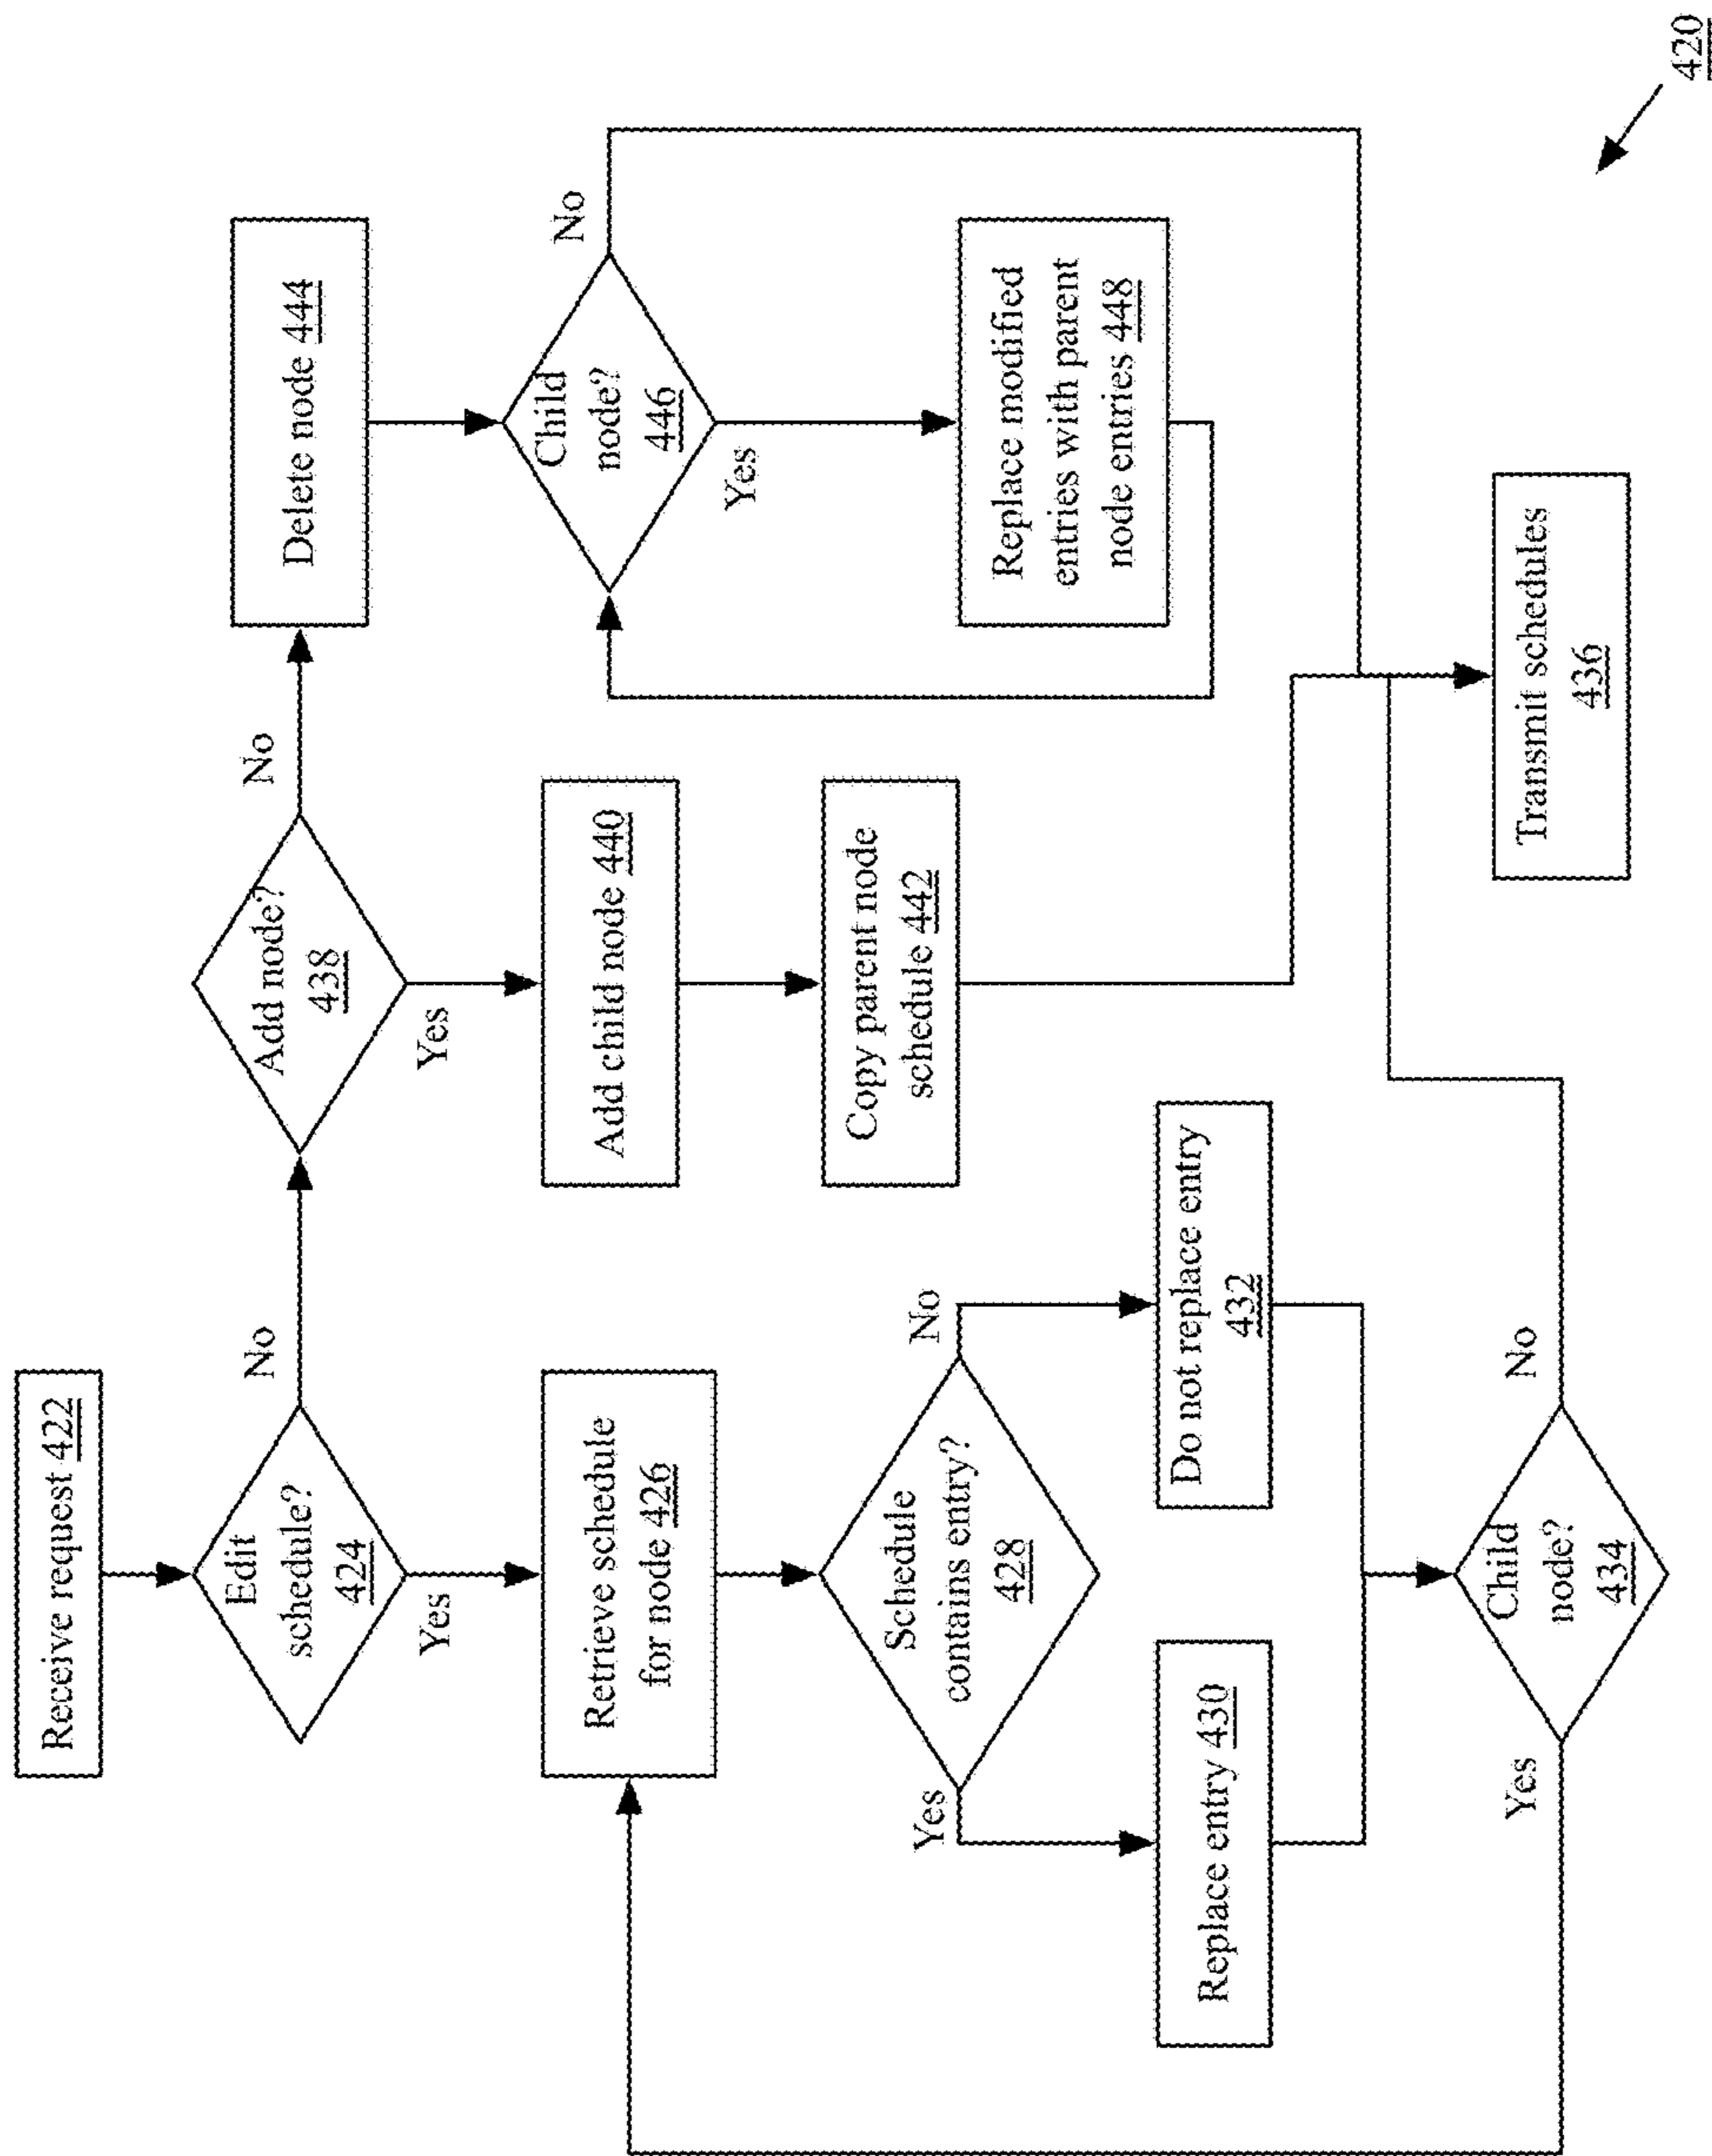 Receive request 422
Edit
schedule?
424
No
Yes
Add node?
438
No
Yes
Delete node 444
Retrieve schedule
for node 426
Add child node 440
Child
node?
446
No
Yes
Schedule
contains entry?
428
Yes
No
Copy parent node
schedule 442
Replace modified
entries with parent
node entries 448
Replace entry 430
Do not replace entry
432
Child
node?
434
Yes
No
Transmit schedules
436
420